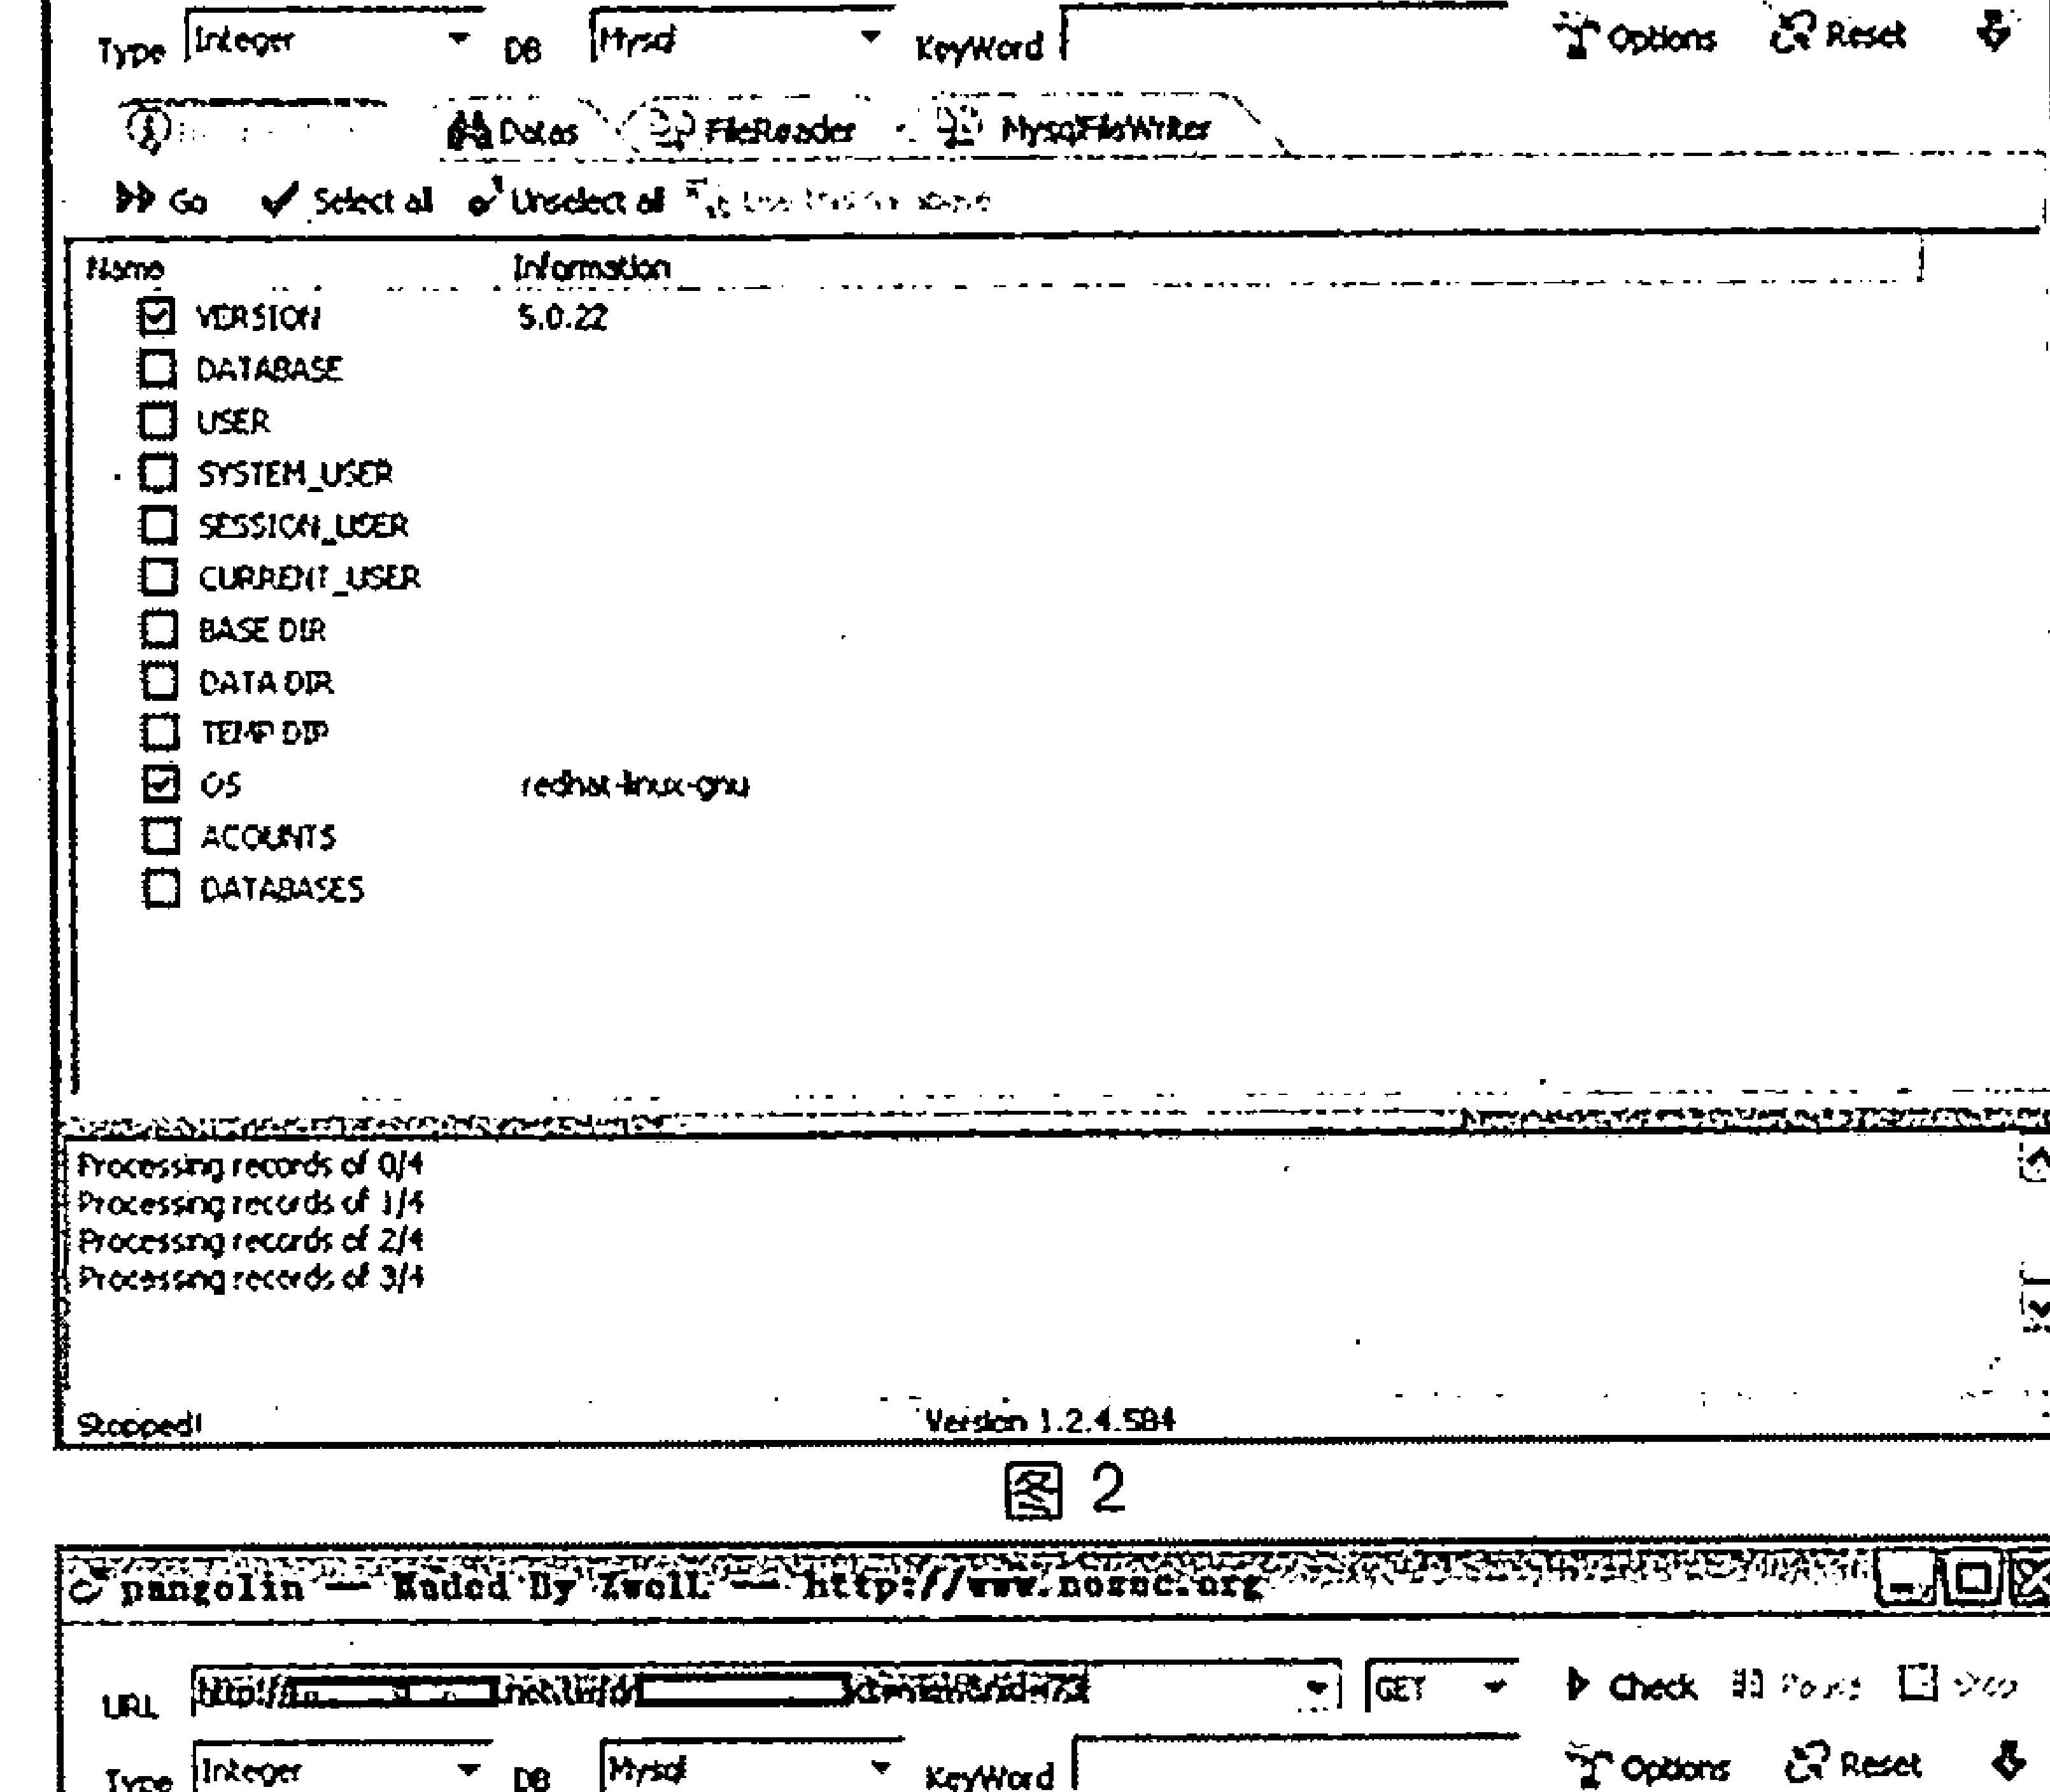 Type Integer DB Mysql KeyWord Options Reset
Datas FileReader MysqlFileWriter
Go Select all Unselect all
Name Information
VERSION 5.0.22
DATABASE
USER
SYSTEM_USER
SESSION_USER
CURRENT_USER
BASE DIR
DATA DIR
TEMP DIR
OS redhat-linux-gnu
ACOUNTS
DATABASES
Processing records of 0/4
Processing records of 1/4
Processing records of 2/4
Processing records of 3/4
Stopped! Version 1.2.4.584
图 2
pangolin — By — http://www.nosec.org
URL GET Check
Type Integer DB Mysql KeyWord Options Reset